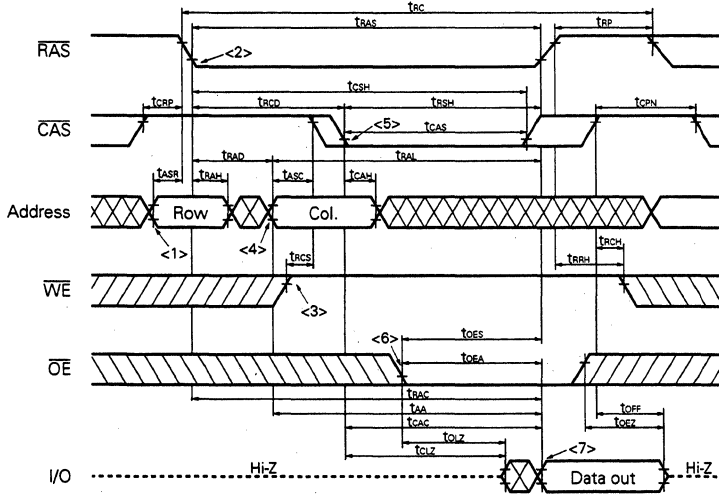 tRC
tRAS
tRP
RAS
<2>
tCSH
tCRP
tRCD
tRSH
tCPN
CAS
<5>
tCAS
tRAD
tRAL
tASR
tRAH
tASC
tCAH
Address
Row
Col.
<1>
<4>
tRCH
tRCS
tRRH
WE
<3>
<6>
tOES
OE
tOEA
tRAC
tAA
tOFF
tCAC
tOEZ
tOLZ
<7>
tCLZ
I/O
Hi-Z
Data out
Hi-Z